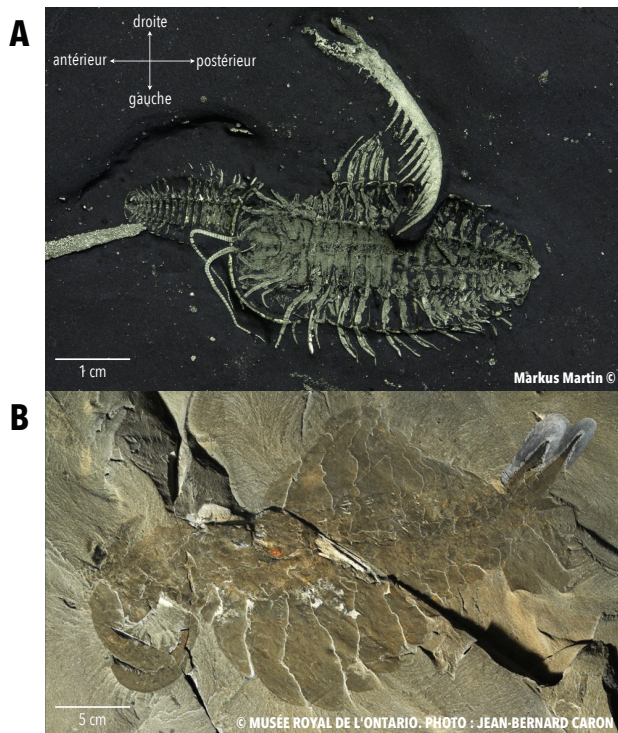 A
droite
antérieur
postérieur
gauche
1 cm
Markus Martin ©
B
5 cm
© MUSÉE ROYAL DE L'ONTARIO. PHOTO : JEAN-BERNARD CARON